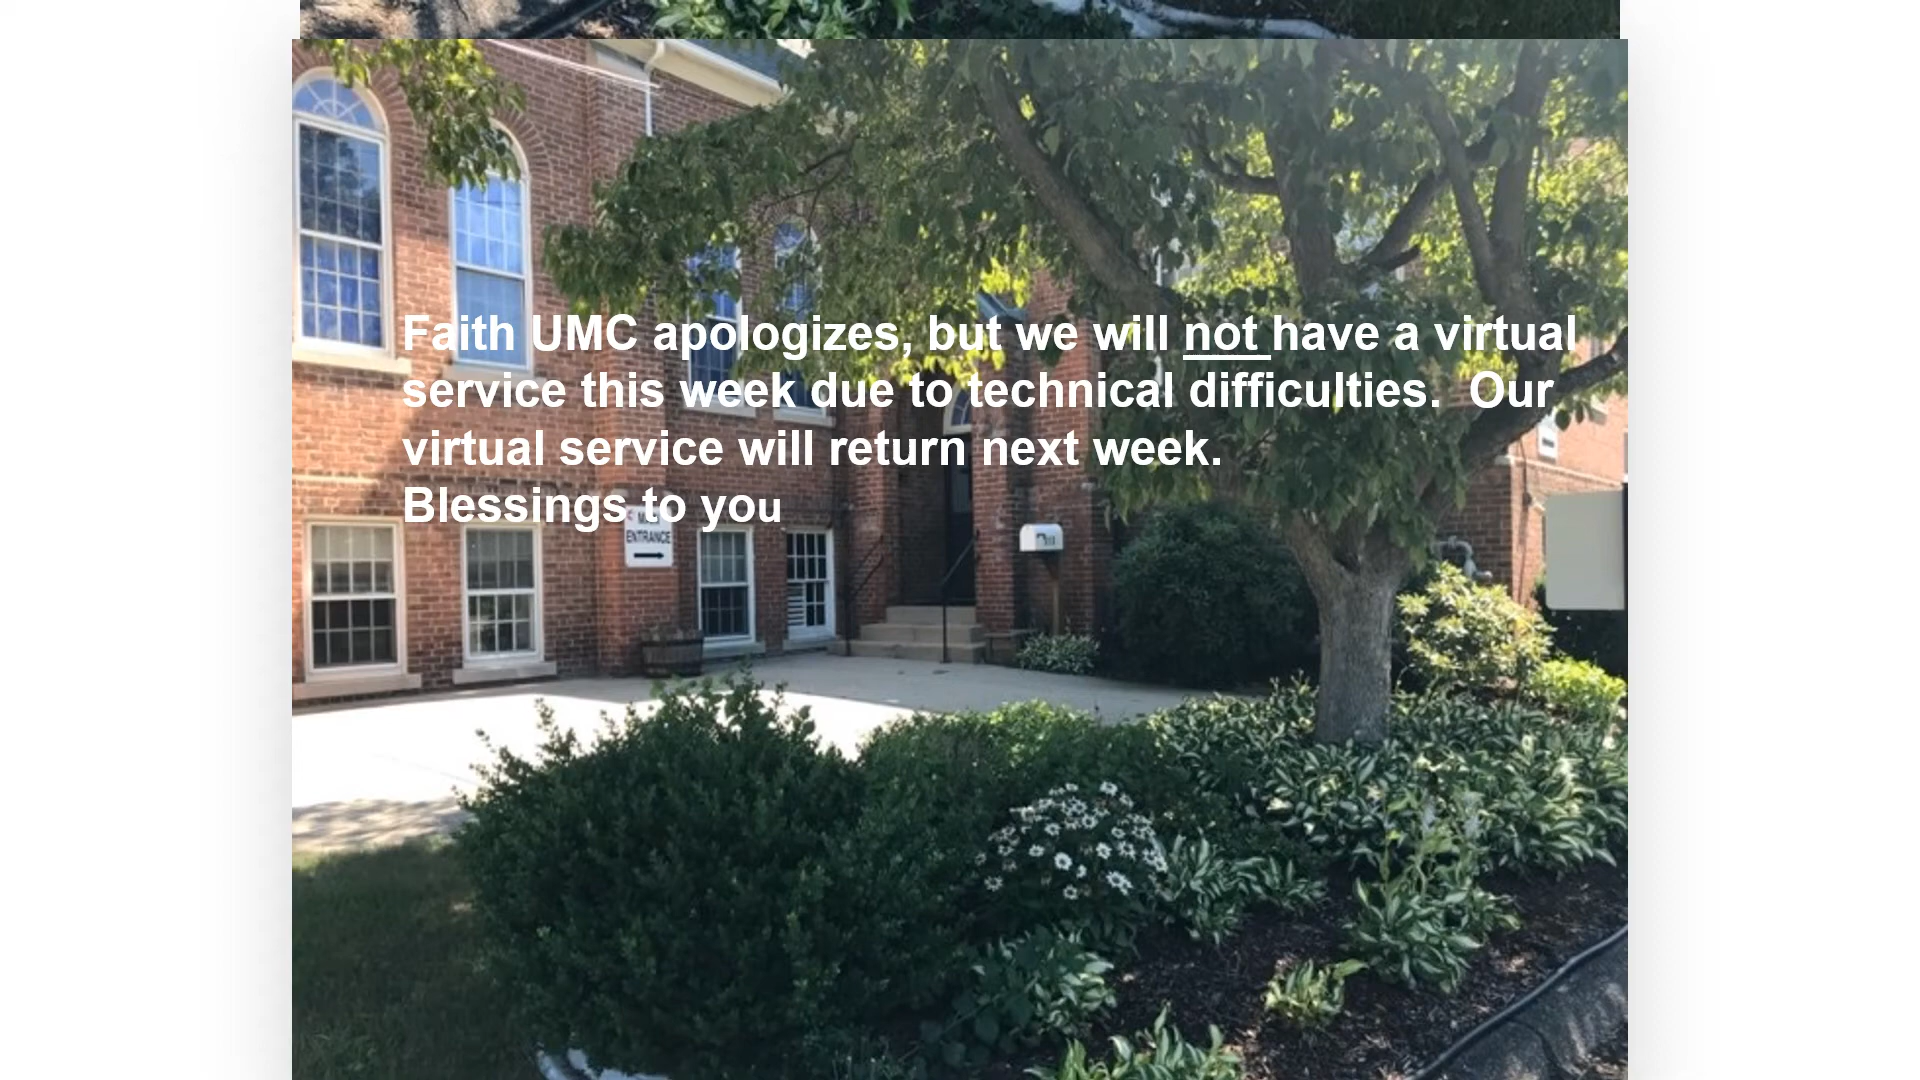 Faith UMC apologizes, but we will not have a virtual
service this week due to technical difficulties.  Our
virtual service will return next week.
Blessings to you
ENTRANCE